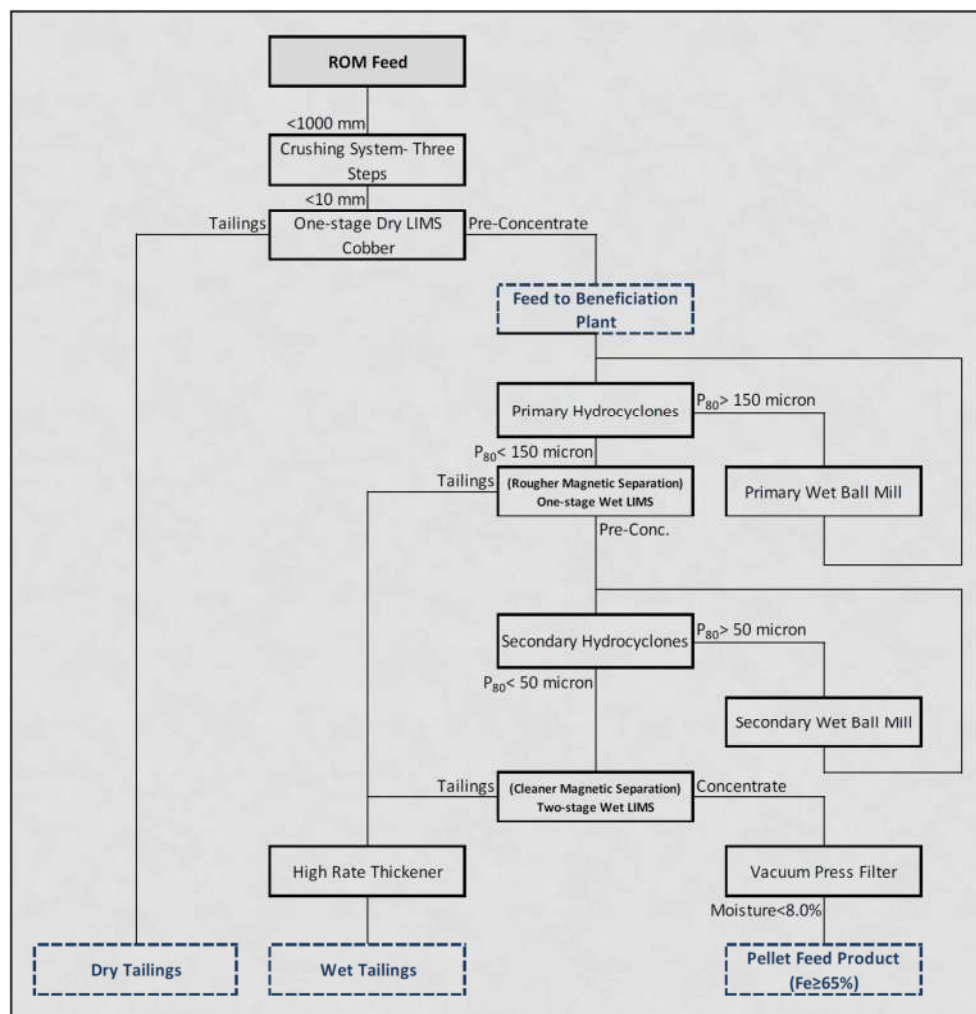 ROM Feed
<1000 mm
Crushing System- Three
Steps
<10 mm
Tailings
One-stage Dry LIMS
Cobber
Pre-Concentrate
Feed to Beneficiation
Plant
Primary Hydrocyclones
P₈₀> 150 micron
P₈₀< 150 micron
Tailings
(Rougher Magnetic Separation)
One-stage Wet LIMS
Primary Wet Ball Mill
Pre-Conc.
Secondary Hydrocyclones
P₈₀> 50 micron
P₈₀< 50 micron
Secondary Wet Ball Mill
Tailings
(Cleaner Magnetic Separation)
Two-stage Wet LIMS
Concentrate
High Rate Thickener
Vacuum Press Filter
Moisture<8.0%
Dry Tailings
Wet Tailings
Pellet Feed Product
(Fe≥65%)